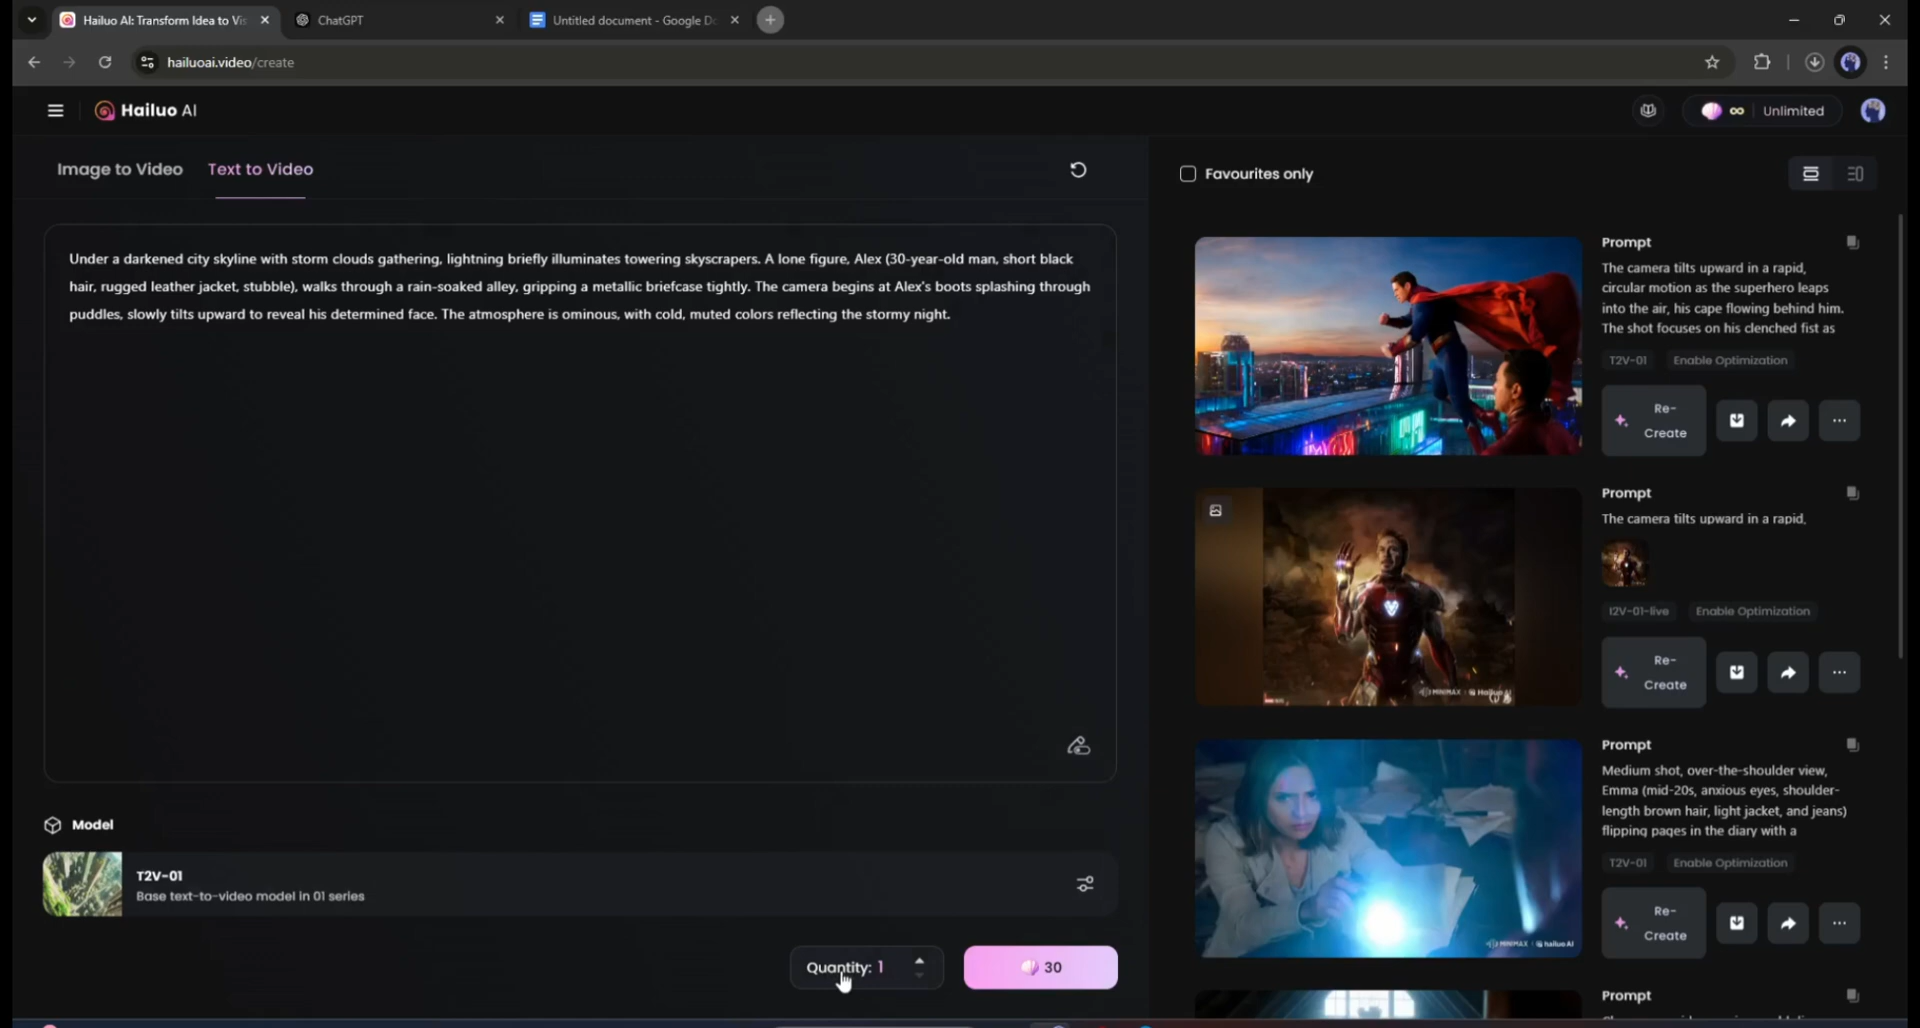 Hailuo AI: Transform Idea to Vis
ChatGPT
Untitled document - Google Do
hailuoai.video/create
Hailuo AI
Unlimited
Image to Video
Text to Video
Favourites only
Under a darkened city skyline with storm clouds gathering, lightning briefly illuminates towering skyscrapers. A lone figure, Alex (30-year-old man, short black
hair, rugged leather jacket, stubble), walks through a rain-soaked alley, gripping a metallic briefcase tightly. The camera begins at Alex's boots splashing through
puddles, slowly tilts upward to reveal his determined face. The atmosphere is ominous, with cold, muted colors reflecting the stormy night.
Model
T2V-01
Base text-to-video model in 01 series
Quantity: 1
30
Prompt
The camera tilts upward in a rapid,
circular motion as the superhero leaps
into the air, his cape flowing behind him.
The shot focuses on his clenched fist as
T2V-01
Enable Optimization
Re-
Create
Prompt
The camera tilts upward in a rapid,
I2V-01-live
Enable Optimization
Re-
Create
MINIMAX
Prompt
Medium shot, over-the-shoulder view,
Emma (mid-20s, anxious eyes, shoulder-
length brown hair, light jacket, and jeans)
flipping pages in the diary with a
T2V-01
Enable Optimization
Re-
Create
MINIMAX | hailuo AI
Prompt